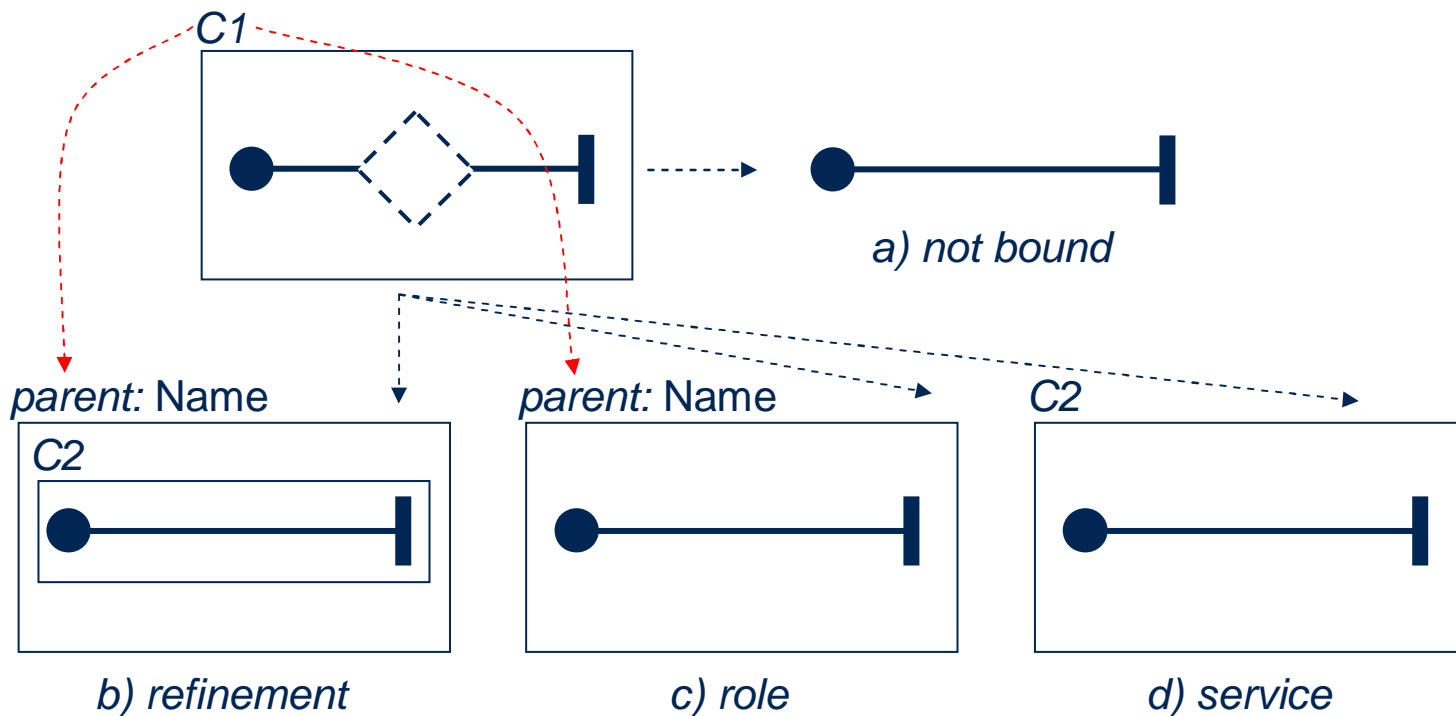 C1
a) not bound
parent: Name
parent: Name
C2
C2
b) refinement
c) role
d) service